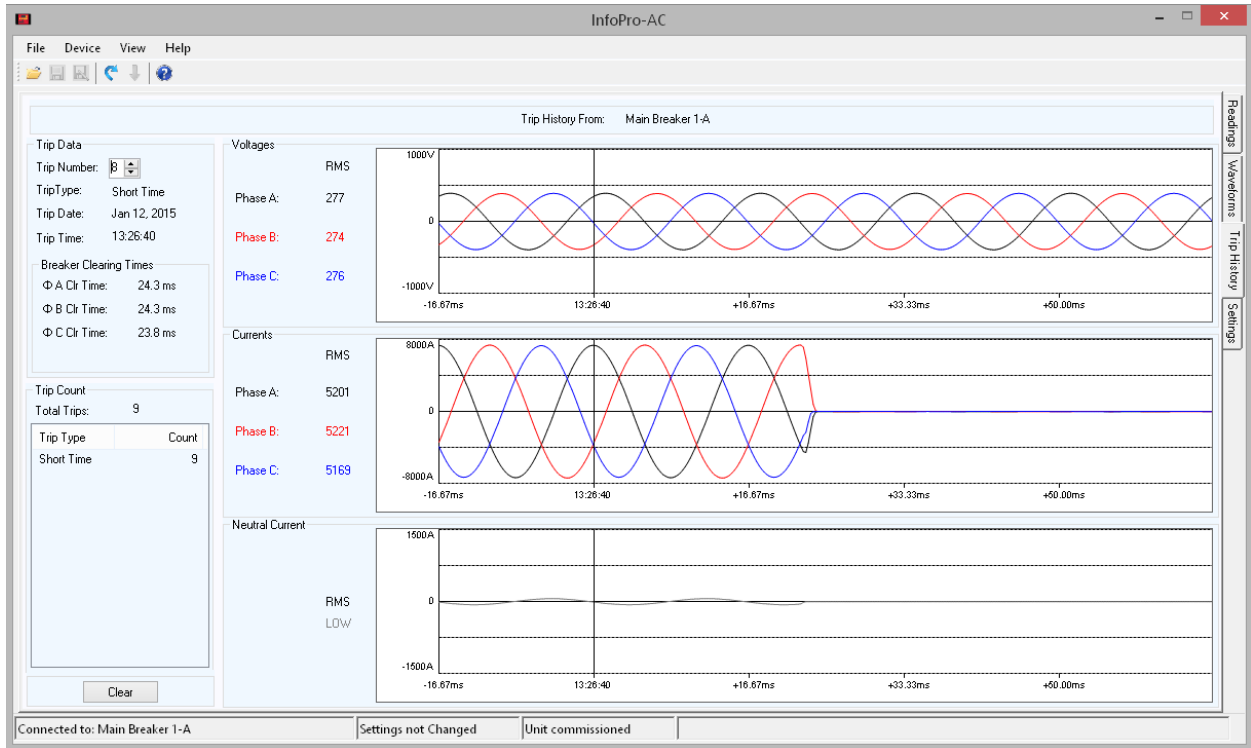 InfoPro-AC
File Device View Help
Trip History From: Main Breaker 1-A
Trip Data
Trip Number: 8
TripType: Short Time
Trip Date: Jan 12, 2015
Trip Time: 13:26:40
Breaker Clearing Times
Φ A Clr Time: 24.3 ms
Φ B Clr Time: 24.3 ms
Φ C Clr Time: 23.8 ms
Trip Count
Total Trips: 9
Trip Type Count
Short Time 9
Clear
Voltages
RMS
Phase A: 277
Phase B: 274
Phase C: 276
1000V
0
-1000V
-16.67ms 13:26:40 +16.67ms +33.33ms +50.00ms
Currents
RMS
Phase A: 5201
Phase B: 5221
Phase C: 5169
8000A
0
-8000A
-16.67ms 13:26:40 +16.67ms +33.33ms +50.00ms
Neutral Current
RMS
LOW
1500A
0
-1500A
-16.67ms 13:26:40 +16.67ms +33.33ms +50.00ms
Readings
Waveforms
Trip History
Settings
Connected to: Main Breaker 1-A Settings not Changed Unit commissioned